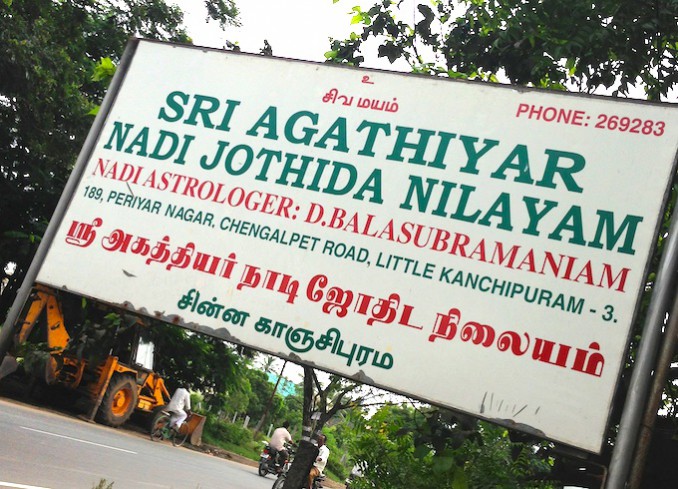 உ
சிவ மயம்
PHONE: 269283
SRI AGATHIYAR
NADI JOTHIDA NILAYAM
NADI ASTROLOGER: D.BALASUBRAMANIAM
189, PERIYAR NAGAR, CHENGALPET ROAD, LITTLE KANCHIPURAM - 3.
ஸ்ரீ அகத்தியர் நாடி ஜோதிட நிலையம்
சின்ன காஞ்சிபுரம